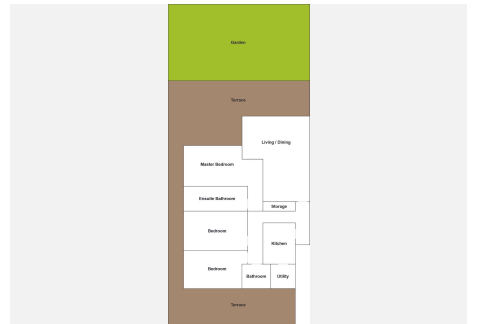 Garden
Terrace
Living / Dining
Master Bedroom
Ensuite Bathroom
Storage
Bedroom
Kitchen
Bedroom
Bathroom
Utility
Terrace